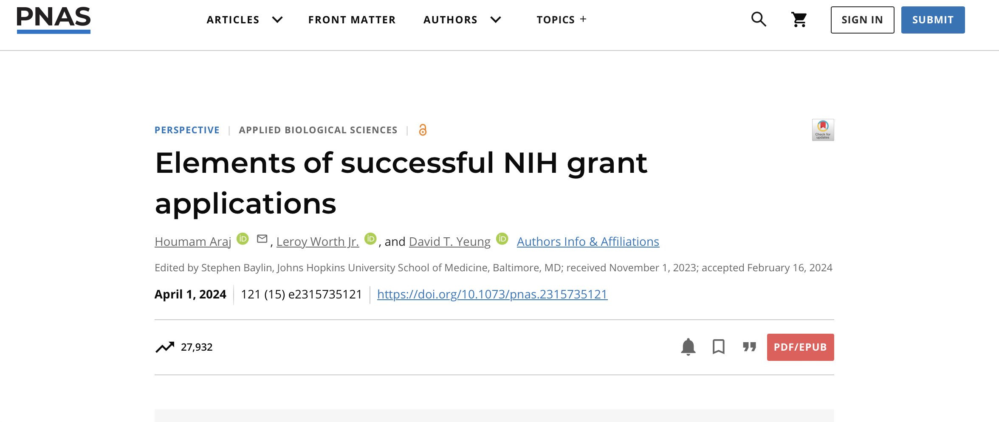 PNAS
ARTICLES FRONT MATTER AUTHORS TOPICS + SIGN IN SUBMIT
PERSPECTIVE | APPLIED BIOLOGICAL SCIENCES |
Check for
updates
Elements of successful NIH grant
applications
Houmam Araj iD , Leroy Worth Jr. iD , and David T. Yeung iD Authors Info & Affiliations
Edited by Stephen Baylin, Johns Hopkins University School of Medicine, Baltimore, MD; received November 1, 2023; accepted February 16, 2024
April 1, 2024 | 121 (15) e2315735121 | https://doi.org/10.1073/pnas.2315735121
27,932 PDF/EPUB